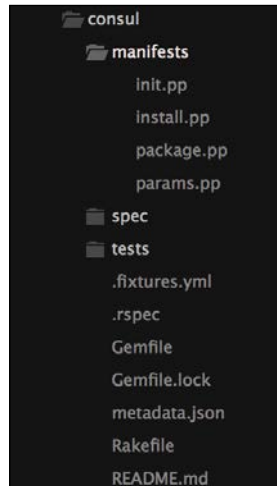 consul
manifests
init.pp
install.pp
package.pp
params.pp
spec
tests
.fixtures.yml
.rspec
Gemfile
Gemfile.lock
metadata.json
Rakefile
README.md